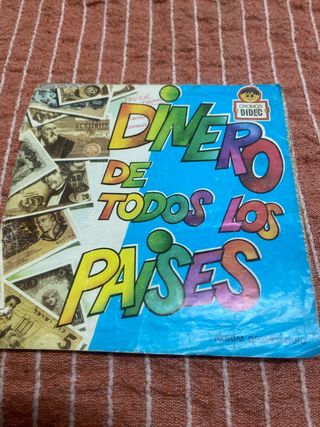 CROMOS
DIDEC
DINERO
DE
TODOS LOS
PAISES